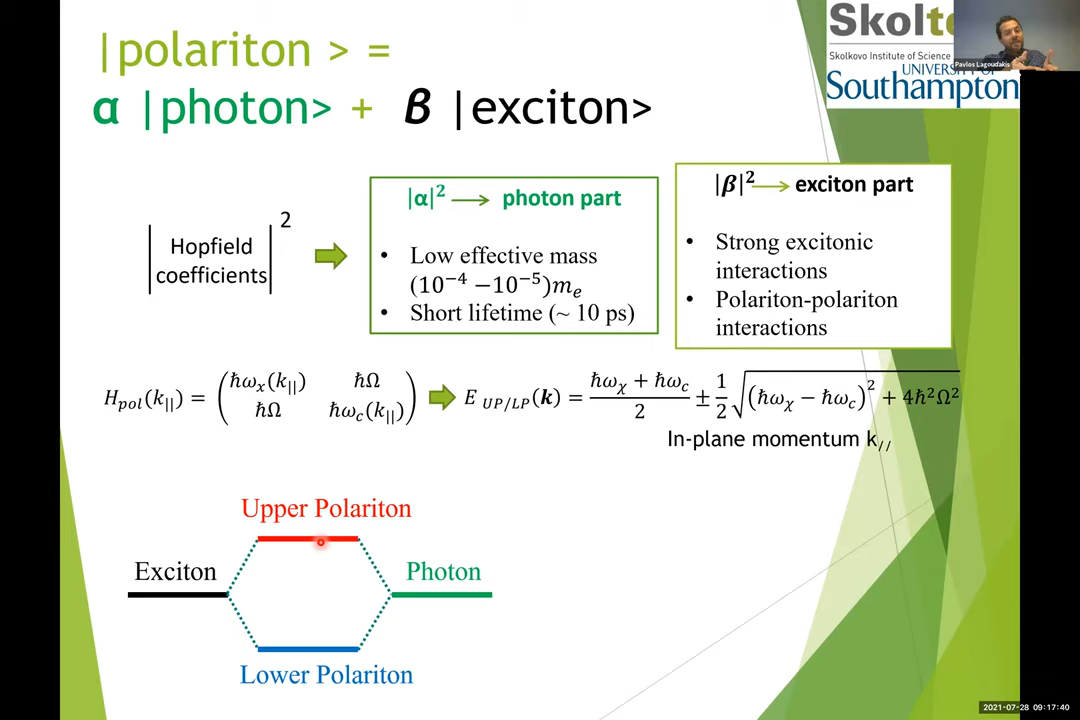 |polariton > =
α |photon> + β |exciton>
Skolt
Skolkovo Institute of Science
UNIVERSITY OF
Southampton
Pavlos Lagoudakis
|Hopfield coefficients|²
|α|² → photon part
• Low effective mass
(10⁻⁴ −10⁻⁵)mₑ
• Short lifetime (~ 10 ps)
|β|² → exciton part
• Strong excitonic
interactions
• Polariton-polariton
interactions
H_pol(k_||) = (ħω_x(k_||) ħΩ
ħΩ ħω_c(k_||))
E_UP/LP(k) = (ħω_χ + ħω_c)/2 ± 1/2 √((ħω_χ − ħω_c)² + 4ħ²Ω²)
In-plane momentum k_//
Upper Polariton
Exciton
Photon
Lower Polariton
2021-07-28 09:17:40